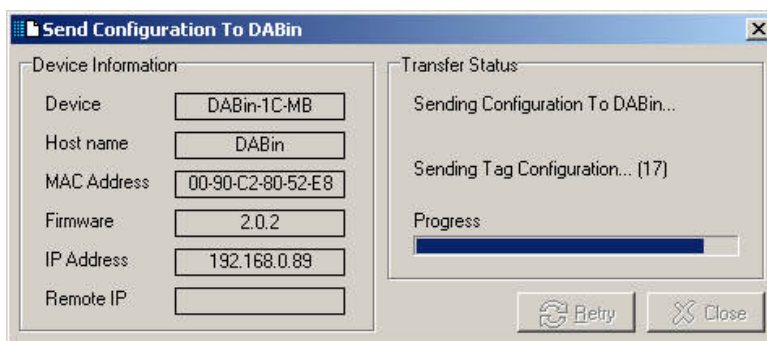 Send Configuration To DABin
Device Information
Device DABin-1C-MB
Host name DABin
MAC Address 00-90-C2-80-52-E8
Firmware 2.0.2
IP Address 192.168.0.89
Remote IP
Transfer Status
Sending Configuration To DABin...
Sending Tag Configuration... (17)
Progress
Retry Close